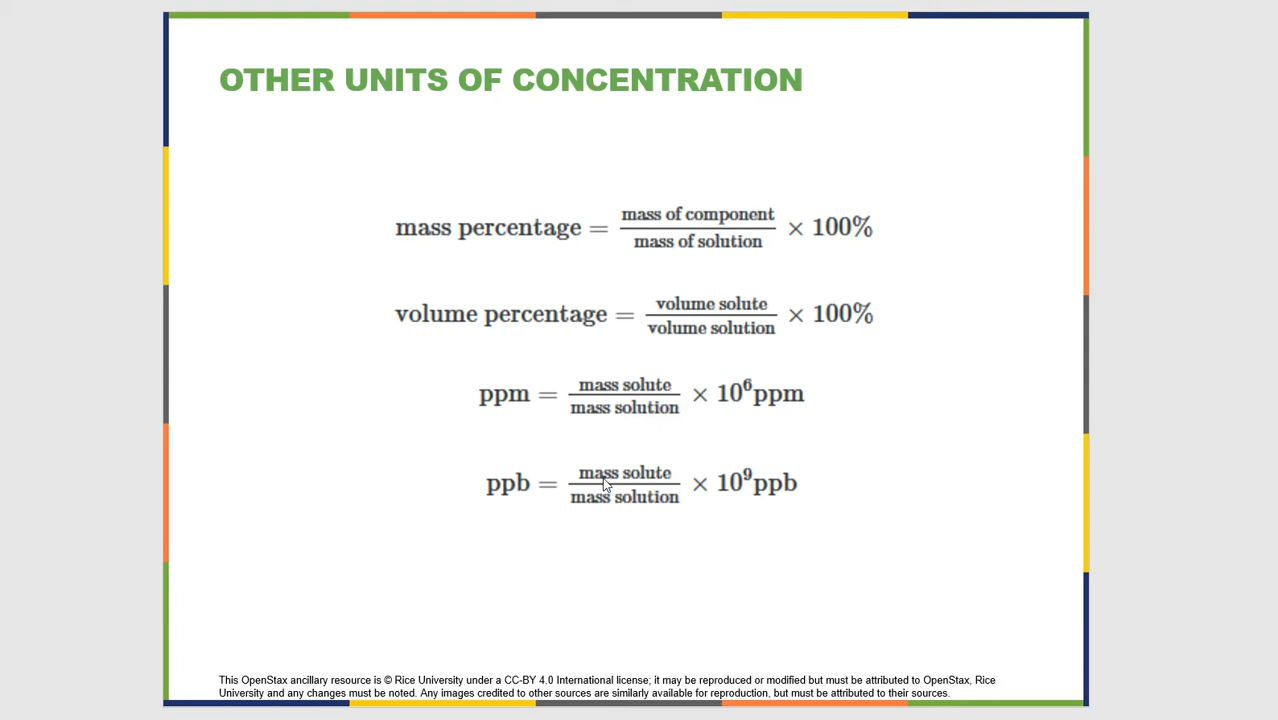 OTHER UNITS OF CONCENTRATION
mass percentage = mass of component / mass of solution × 100%
volume percentage = volume solute / volume solution × 100%
ppm = mass solute / mass solution × 10⁶ppm
ppb = mass solute / mass solution × 10⁹ppb
This OpenStax ancillary resource is © Rice University under a CC-BY 4.0 International license; it may be reproduced or modified but must be attributed to OpenStax, Rice
University and any changes must be noted. Any images credited to other sources are similarly available for reproduction, but must be attributed to their sources.